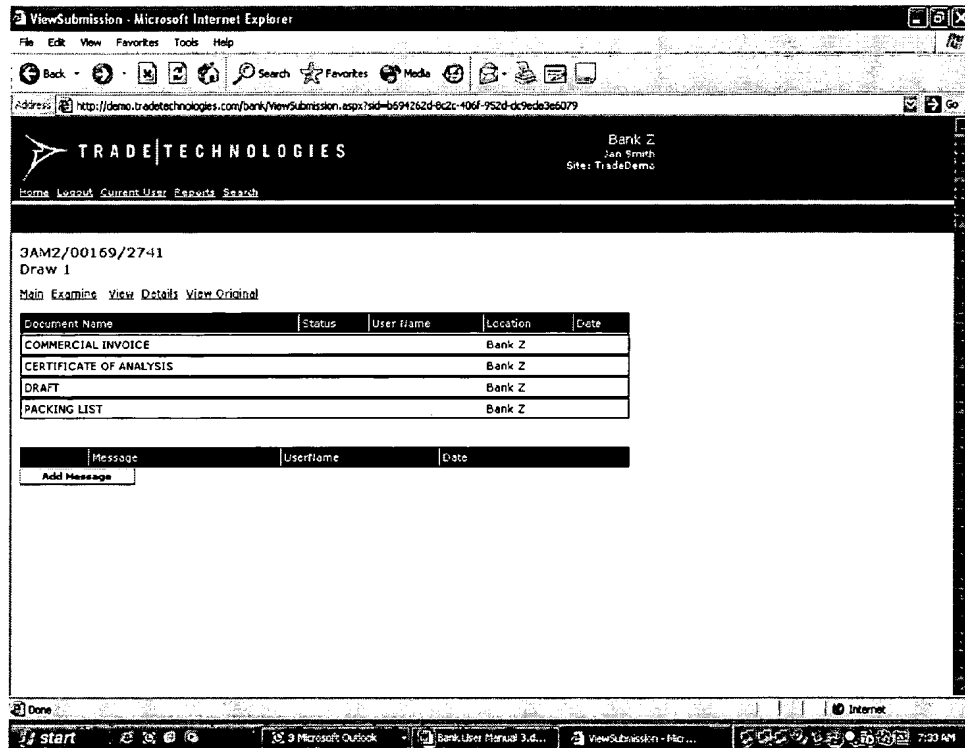 ViewSubmission - Microsoft Internet Explorer
File Edit View Favorites Tools Help
Back Search Favorites Media
Address http://demo.tradetechnologies.com/bank/ViewSubmission.aspx?sid=b694262d-8c2c-406f-952d-dc9ede3e6079 Go
TRADE|TECHNOLOGIES
Bank Z
Jan Smith
Site: TradeDemo
Home Logout Current User Reports Search
3AM2/00169/2741
Draw 1
Main Examine View Details View Original
Document Name Status User Name Location Date
COMMERCIAL INVOICE Bank Z
CERTIFICATE OF ANALYSIS Bank Z
DRAFT Bank Z
PACKING LIST Bank Z
Message UserName Date
Add Message
Done Internet
start 3 Microsoft Outlook Bank User Manual 3.d... ViewSubmission - Micr... 7:33 AM